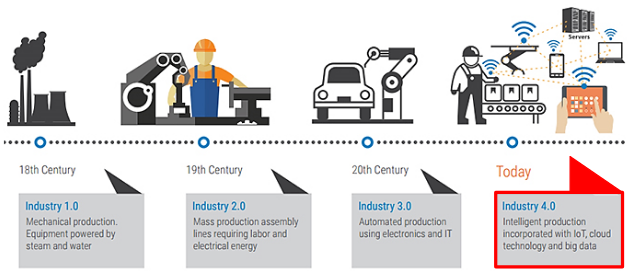 Servers
18th Century
19th Century
20th Century
Today
Industry 1.0
Mechanical production.
Equipment powered by
steam and water
Industry 2.0
Mass production assembly
lines requiring labor and
electrical energy
Industry 3.0
Automated production
using electronics and IT
Industry 4.0
Intelligent production
incorporated with IoT, cloud
technology and big data